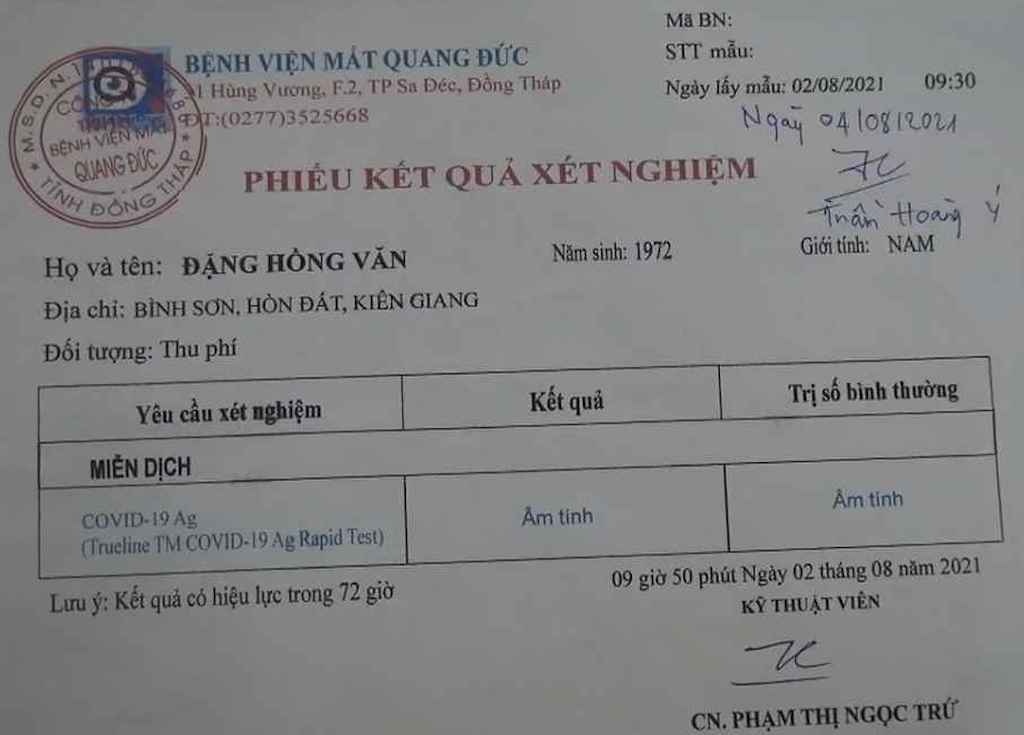 Mã BN:
STT mẫu:
BỆNH VIỆN MẮT QUANG ĐỨC
Ngày lấy mẫu: 02/08/2021 09:30
1 Hùng Vương, F.2, TP Sa Đéc, Đồng Tháp
ĐT:(0277)3525668
Ngày 04/08/2021
M.S.D.N.
BỆNH VIỆN MẮT
QUANG ĐỨC
TỈNH ĐỒNG THÁP
PHIẾU KẾT QUẢ XÉT NGHIỆM
Trần Hoàng Ý
Họ và tên: ĐẶNG HỒNG VĂN Năm sinh: 1972 Giới tính: NAM
Địa chỉ: BÌNH SƠN, HÒN ĐẤT, KIÊN GIANG
Đối tượng: Thu phí
Yêu cầu xét nghiệm Kết quả Trị số bình thường
MIỄN DỊCH
COVID-19 Ag
(Trueline TM COVID-19 Ag Rapid Test) Âm tính Âm tính
Lưu ý: Kết quả có hiệu lực trong 72 giờ
09 giờ 50 phút Ngày 02 tháng 08 năm 2021
KỸ THUẬT VIÊN
CN. PHẠM THỊ NGỌC TRỨ